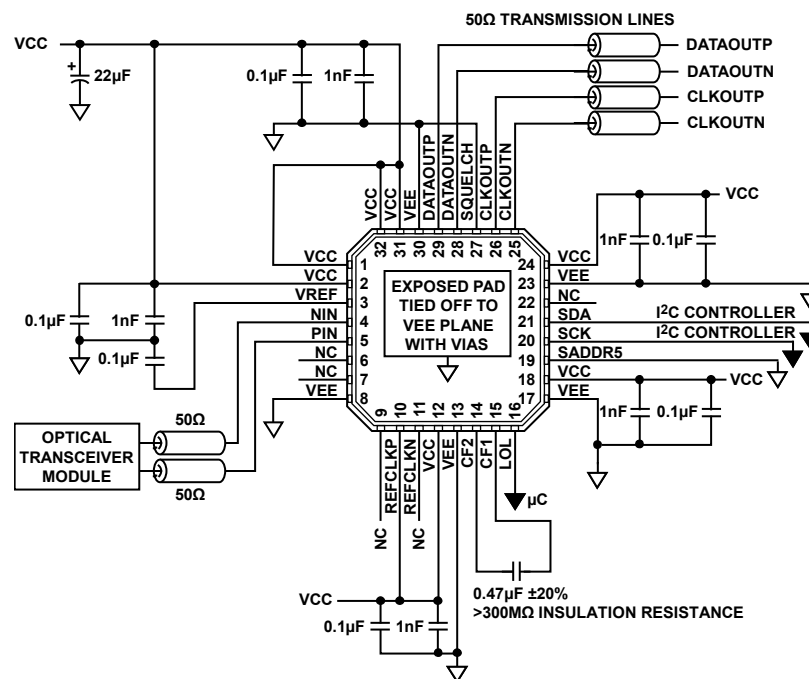 50Ω TRANSMISSION LINES
VCC
DATAOUTP
DATAOUTN
CLKOUTP
CLKOUTN
+
22µF
0.1µF
1nF
VCC
VCC
VEE
DATAOUTP
DATAOUTN
SQUELCH
CLKOUTP
CLKOUTN
32
31
30
29
28
27
26
25
VCC
1
VCC
2
VREF
3
NIN
4
PIN
5
NC
6
NC
7
VEE
8
0.1µF
1nF
0.1µF
EXPOSED PAD
TIED OFF TO
VEE PLANE
WITH VIAS
24
VCC
23
VEE
22
NC
21
SDA
I²C CONTROLLER
20
SCK
I²C CONTROLLER
19
SADDR5
18
VCC
17
VEE
VCC
1nF
0.1µF
VCC
1nF
0.1µF
OPTICAL
TRANSCEIVER
MODULE
50Ω
50Ω
9
10
11
12
13
14
15
16
REFCLKP
REFCLKN
VCC
VEE
CF2
CF1
LOL
NC
NC
µC
0.47µF ±20%
>300MΩ INSULATION RESISTANCE
VCC
0.1µF
1nF